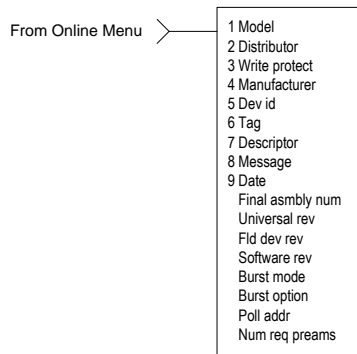 From Online Menu
1 Model
2 Distributor
3 Write protect
4 Manufacturer
5 Dev id
6 Tag
7 Descriptor
8 Message
9 Date
Final asmbly num
Universal rev
Fld dev rev
Software rev
Burst mode
Burst option
Poll addr
Num req preams